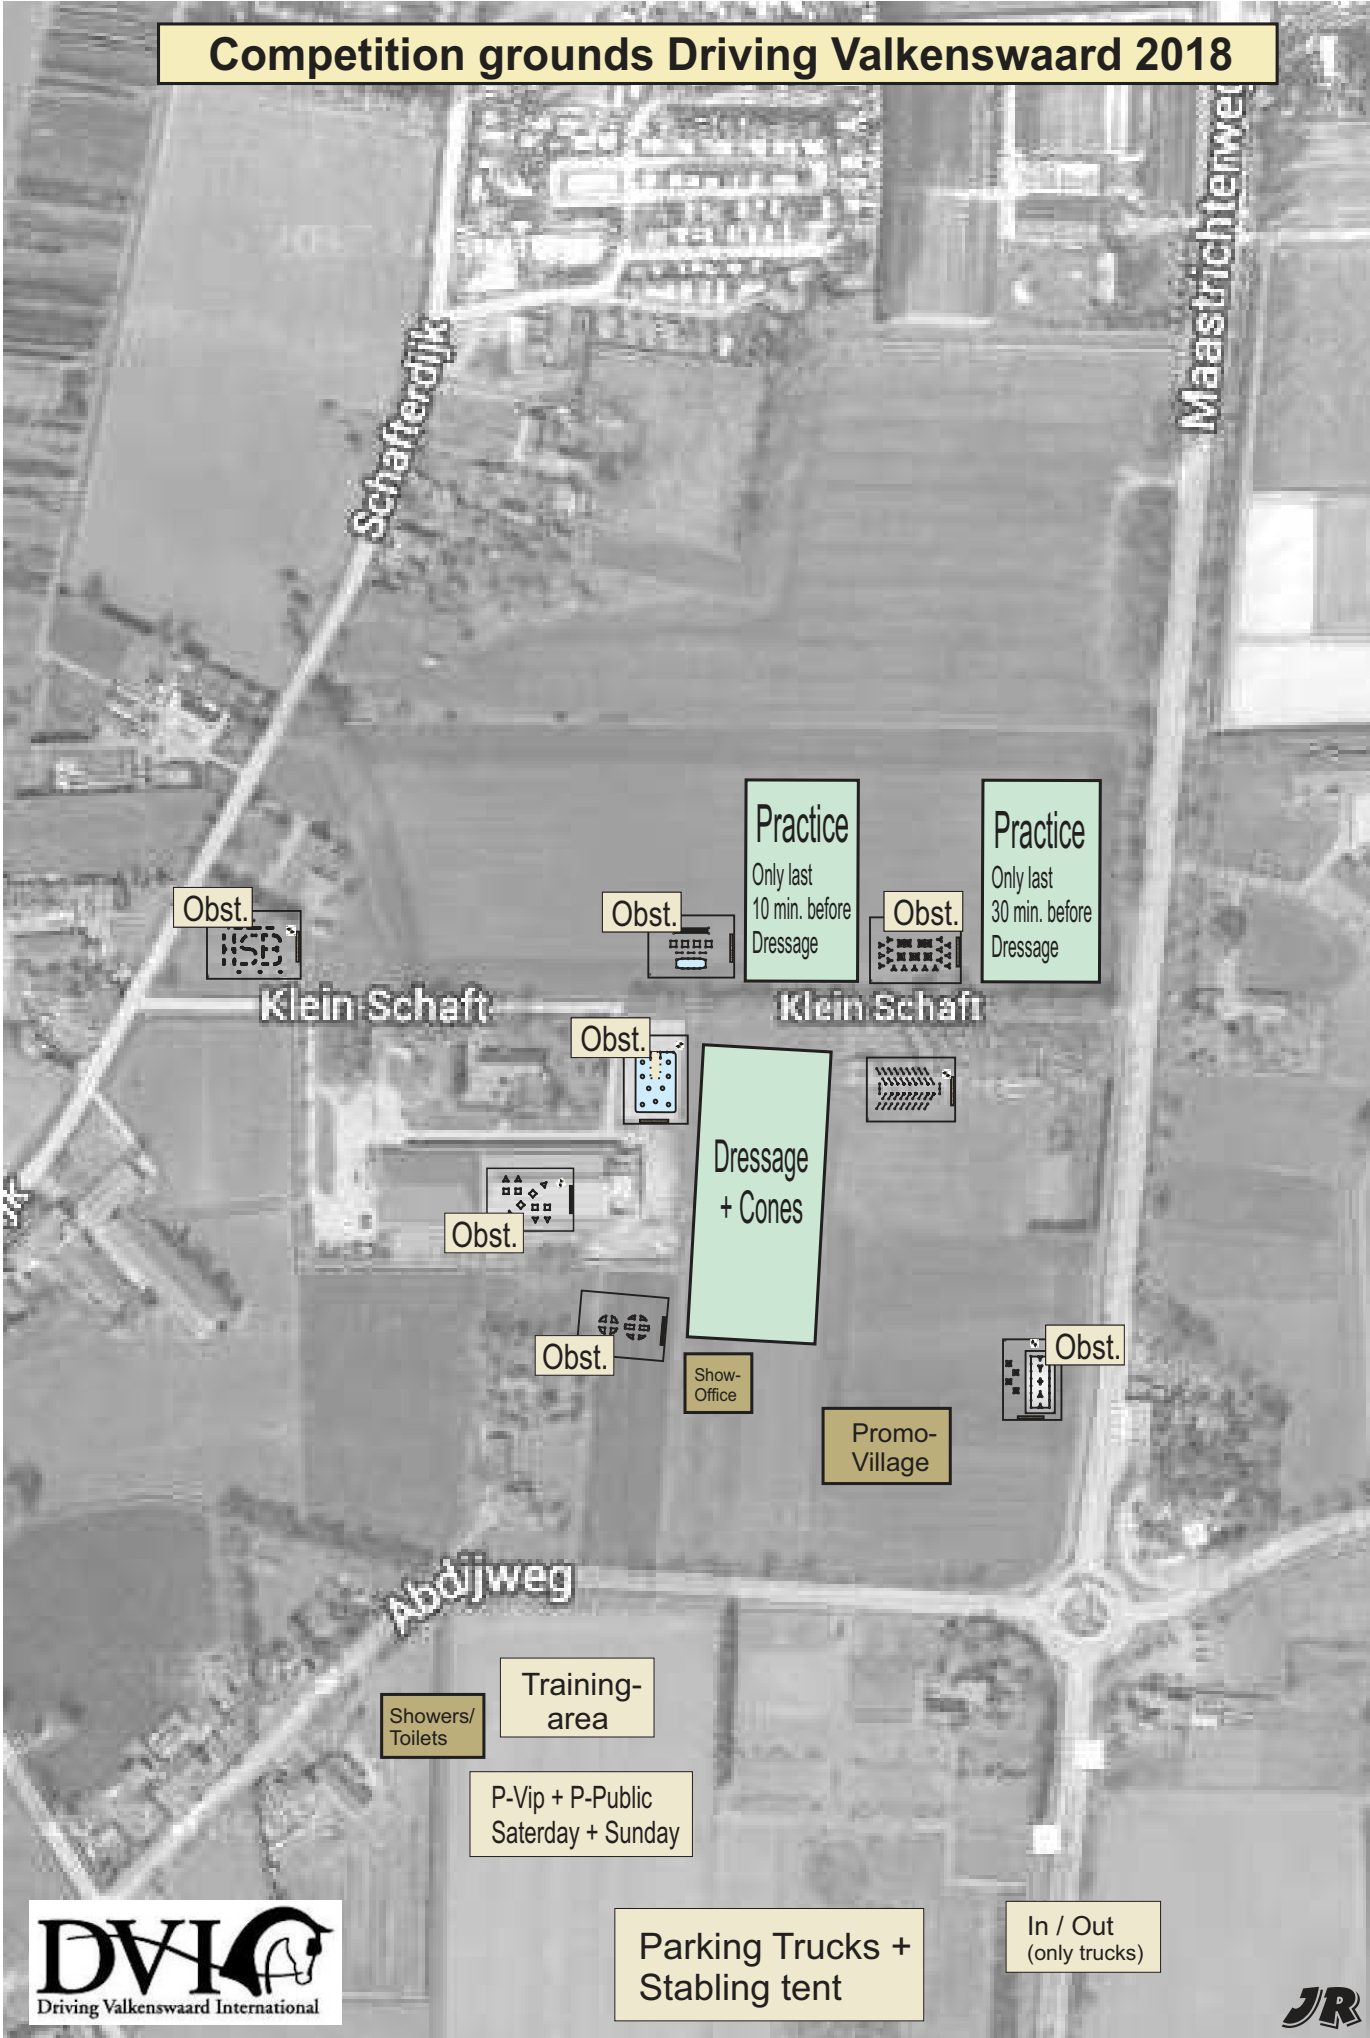 Competition grounds Driving Valkenswaard 2018
Maastrichterweg
Schafterdijk
Practice
Only last
10 min. before
Dressage
Practice
Only last
30 min. before
Dressage
Obst.
HSB
Obst.
Obst.
Klein Schaft
Klein Schaft
Obst.
Dressage
+ Cones
Obst.
Obst.
Obst.
Show-
Office
Promo-
Village
Abdijweg
Training-
area
Showers/
Toilets
P-Vip + P-Public
Saterday + Sunday
DVI
Driving Valkenswaard International
Parking Trucks +
Stabling tent
In / Out
(only trucks)
JR